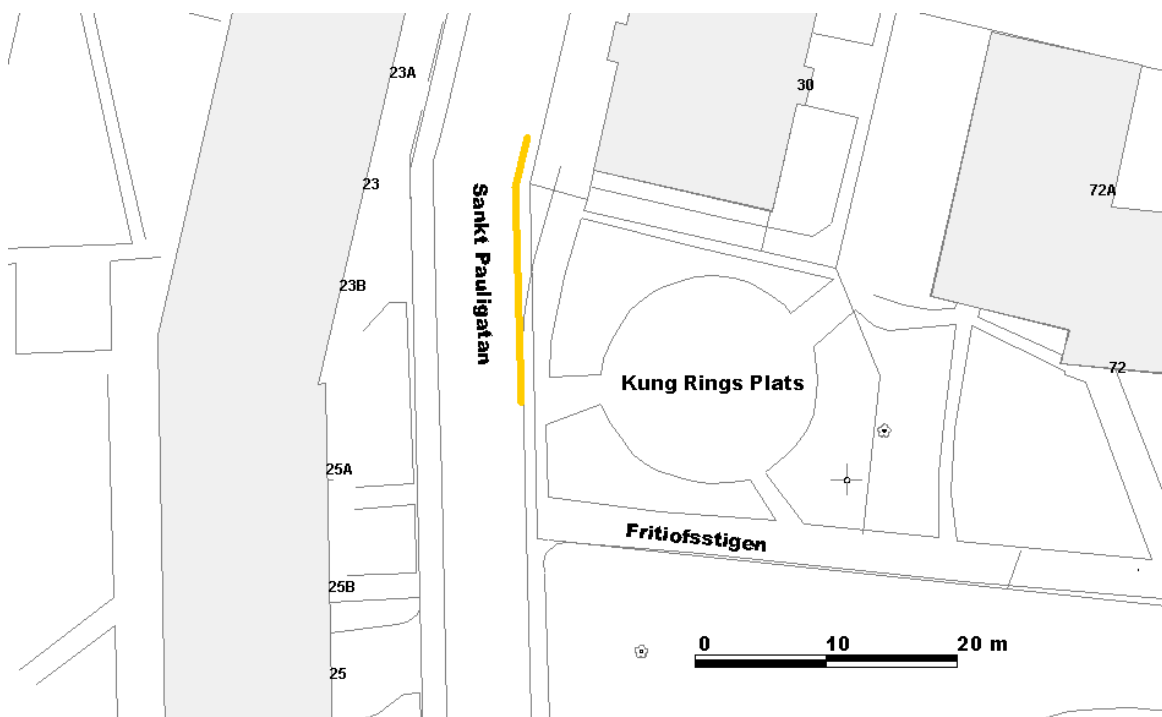 23A
30
23
72A
Sankt Pauligatan
23B
72
Kung Rings Plats
25A
Fritiofsstigen
25B
0 10 20 m
25